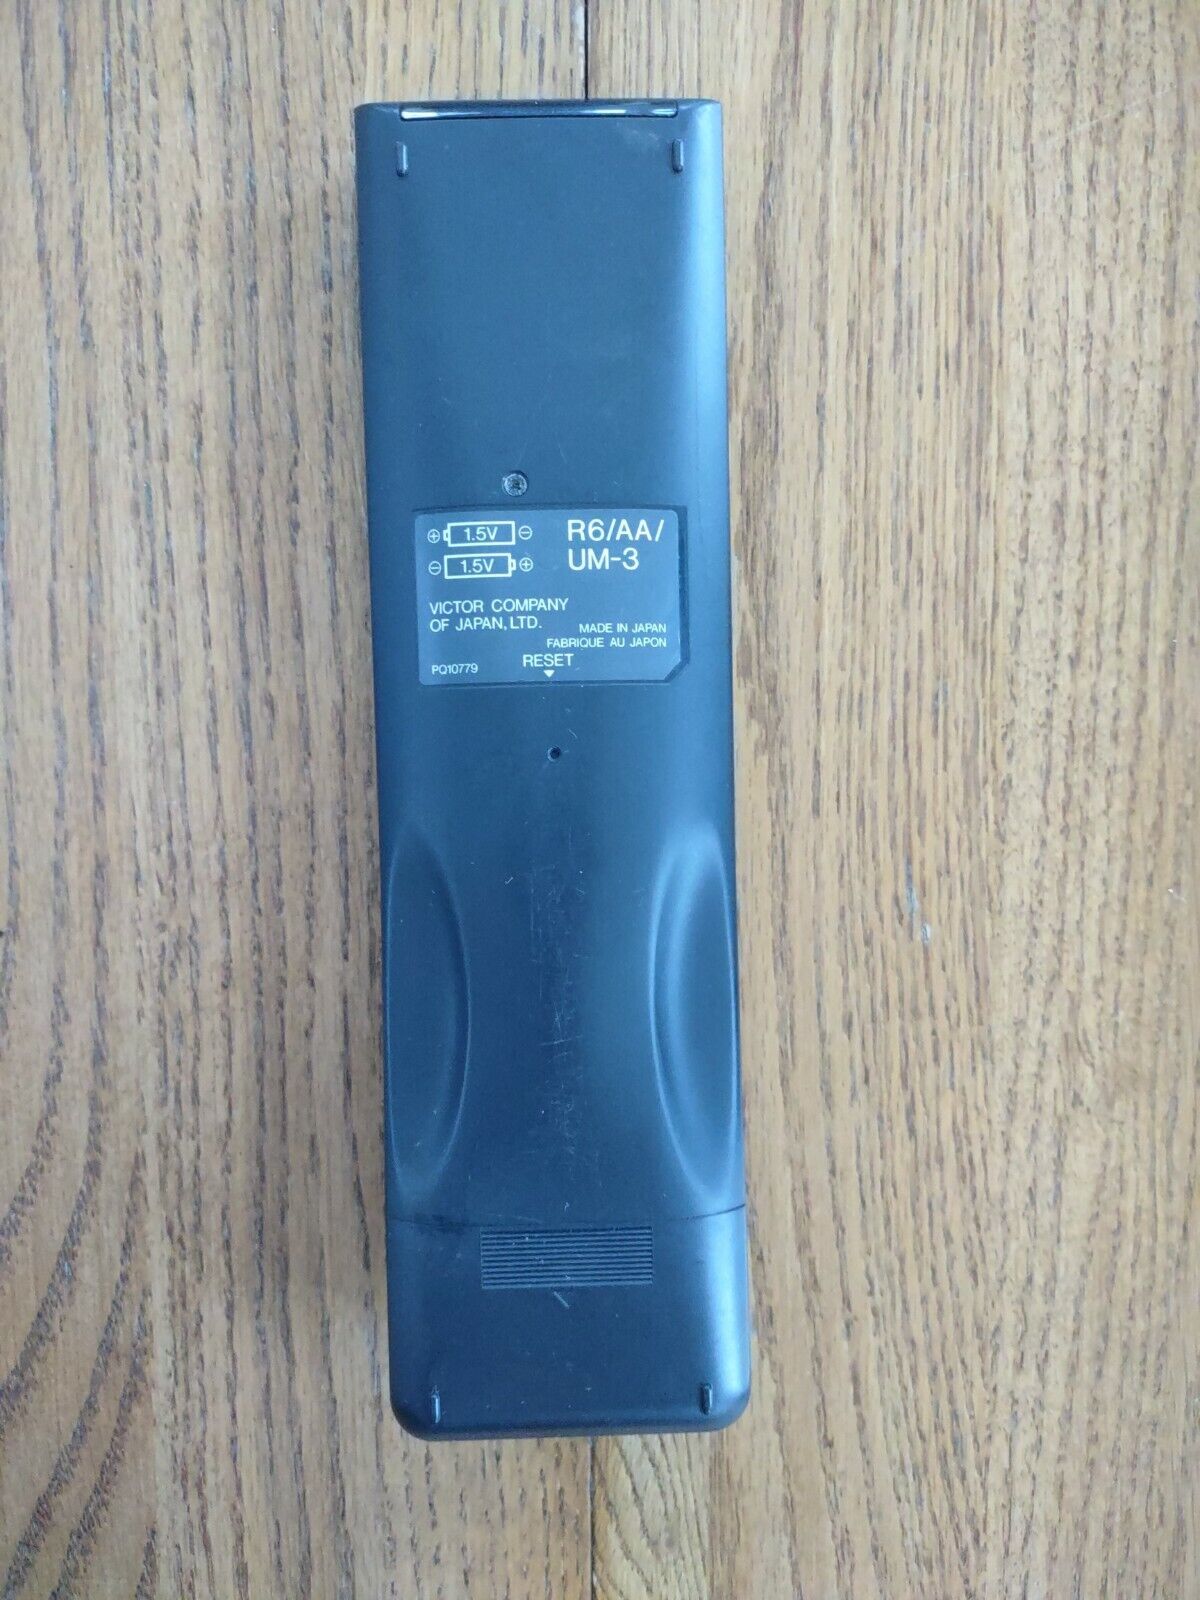 ⊕ 1.5V ⊖ R6/AA/
⊖ 1.5V ⊕ UM-3
VICTOR COMPANY
OF JAPAN, LTD.
MADE IN JAPAN
FABRIQUE AU JAPON
PQ10779
RESET